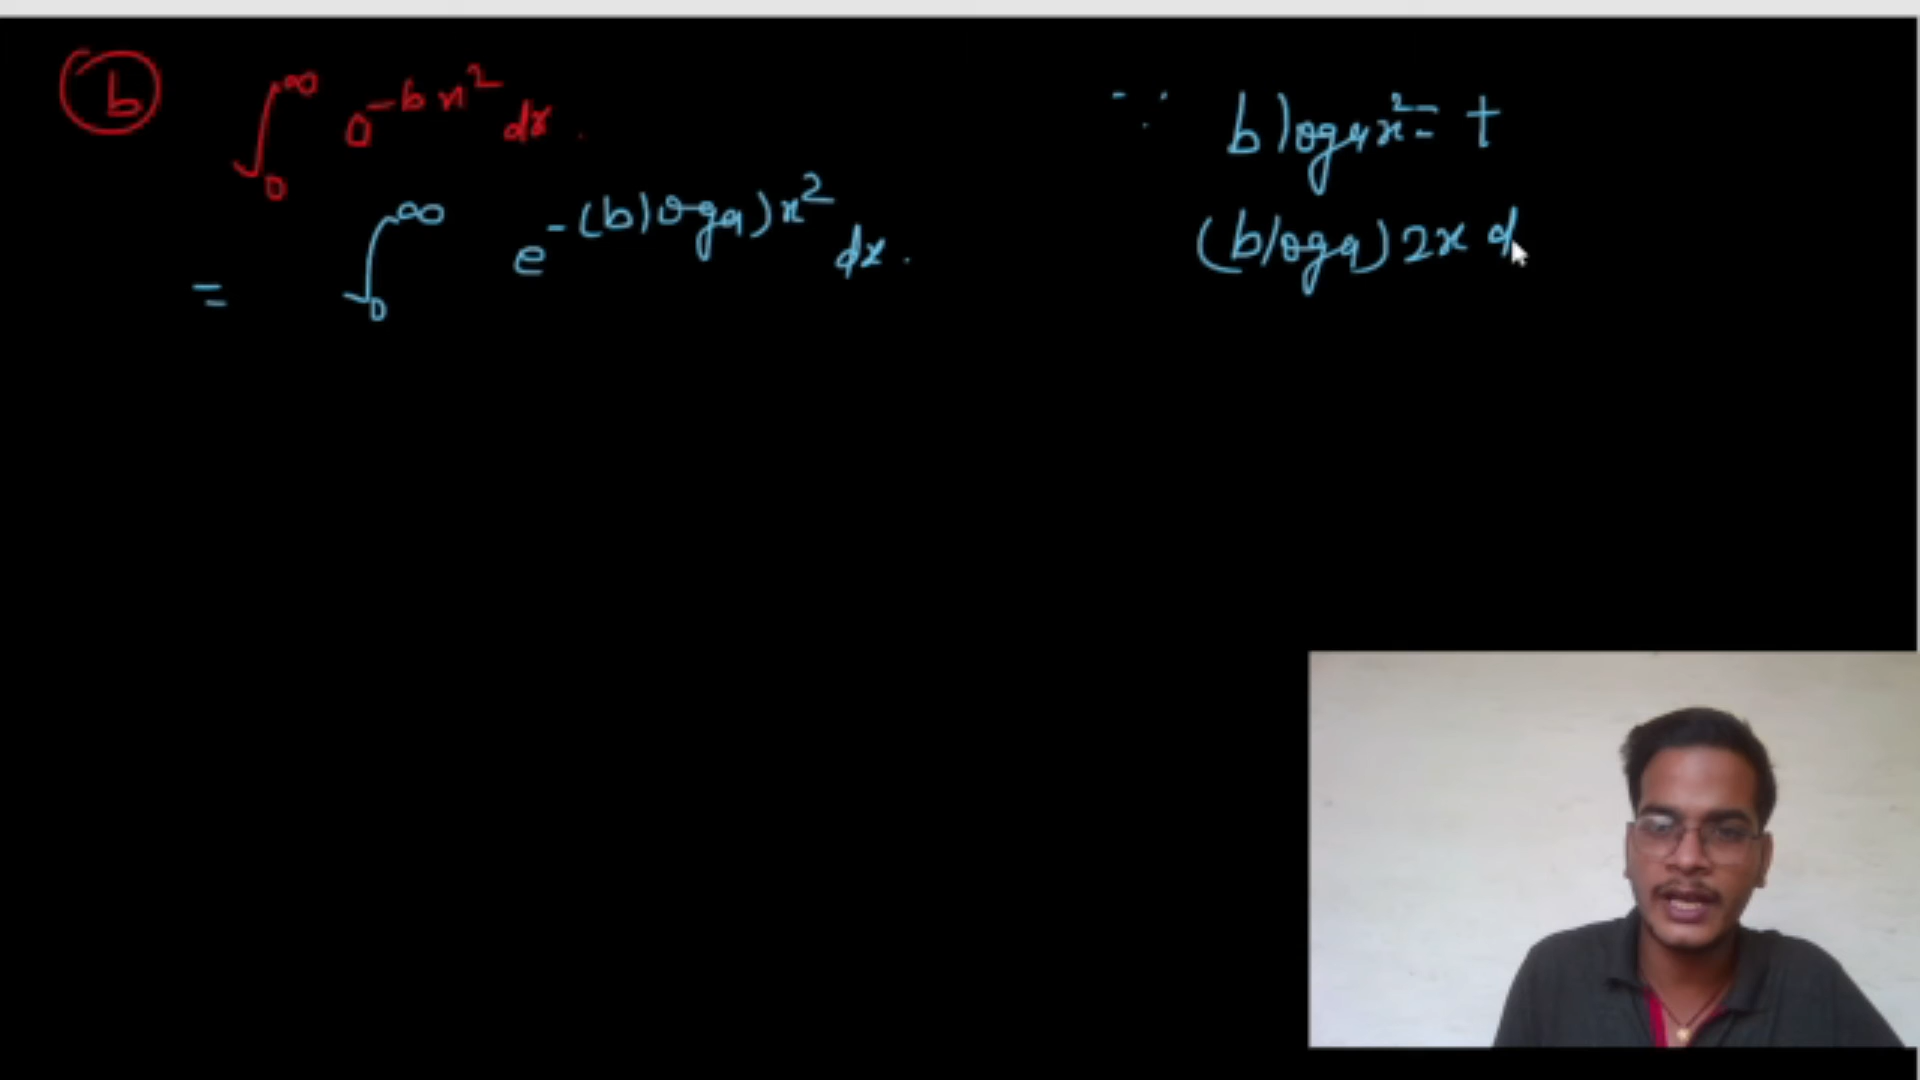 b ∫₀^∞ a^{-bx²} dx.
= ∫₀^∞ e^{-(b log a)x²} dx.
∵ b log a x² = t
(b log a) 2x d